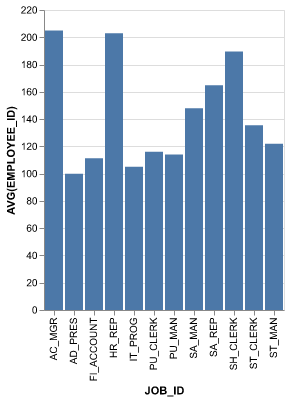 220
200
180
160
140
120
100
80
60
40
20
0
AVG(EMPLOYEE_ID)
AC_MGR
AD_PRES
FI_ACCOUNT
HR_REP
IT_PROG
PU_CLERK
PU_MAN
SA_MAN
SA_REP
SH_CLERK
ST_CLERK
ST_MAN
JOB_ID